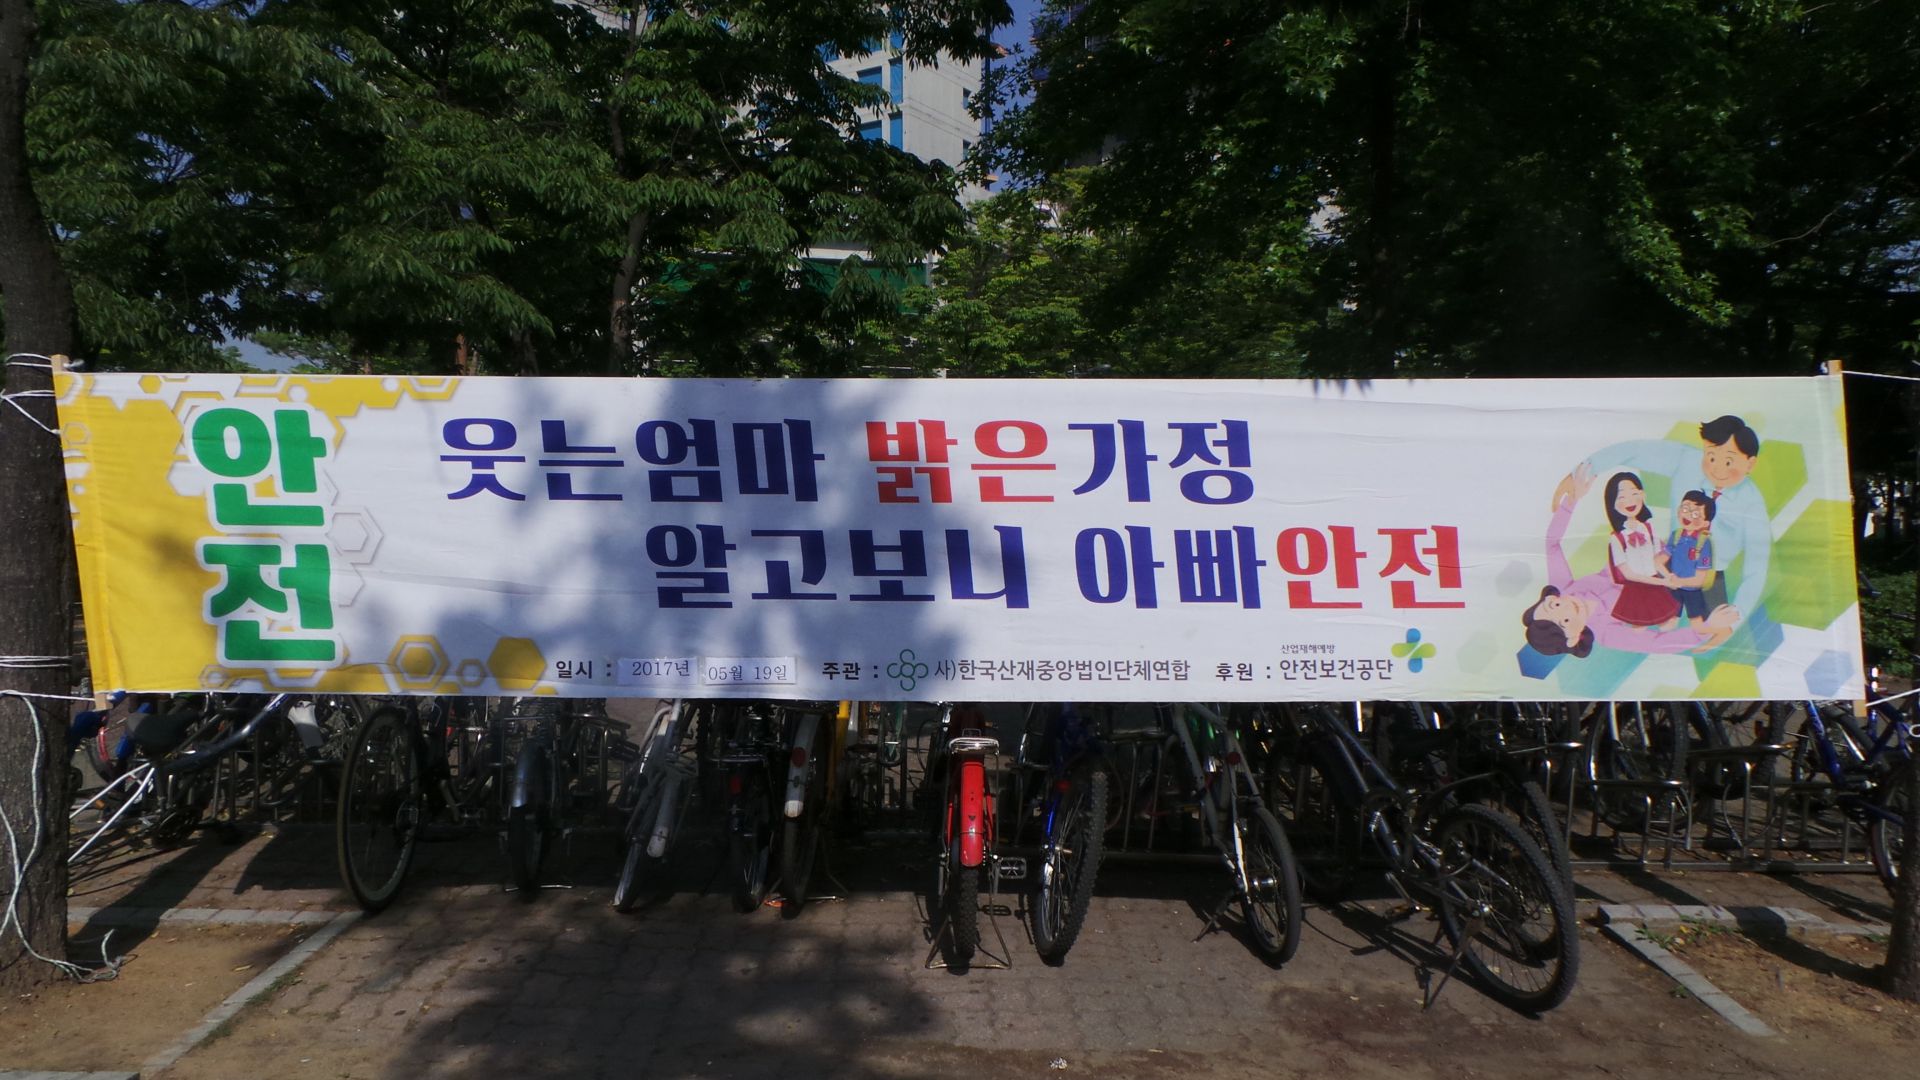 안전
웃는엄마 밝은가정
알고보니 아빠안전
일시 : 2017년 05월 19일 주관 : 사)한국산재중앙법인단체연합 후원 : 산업재해예방 안전보건공단